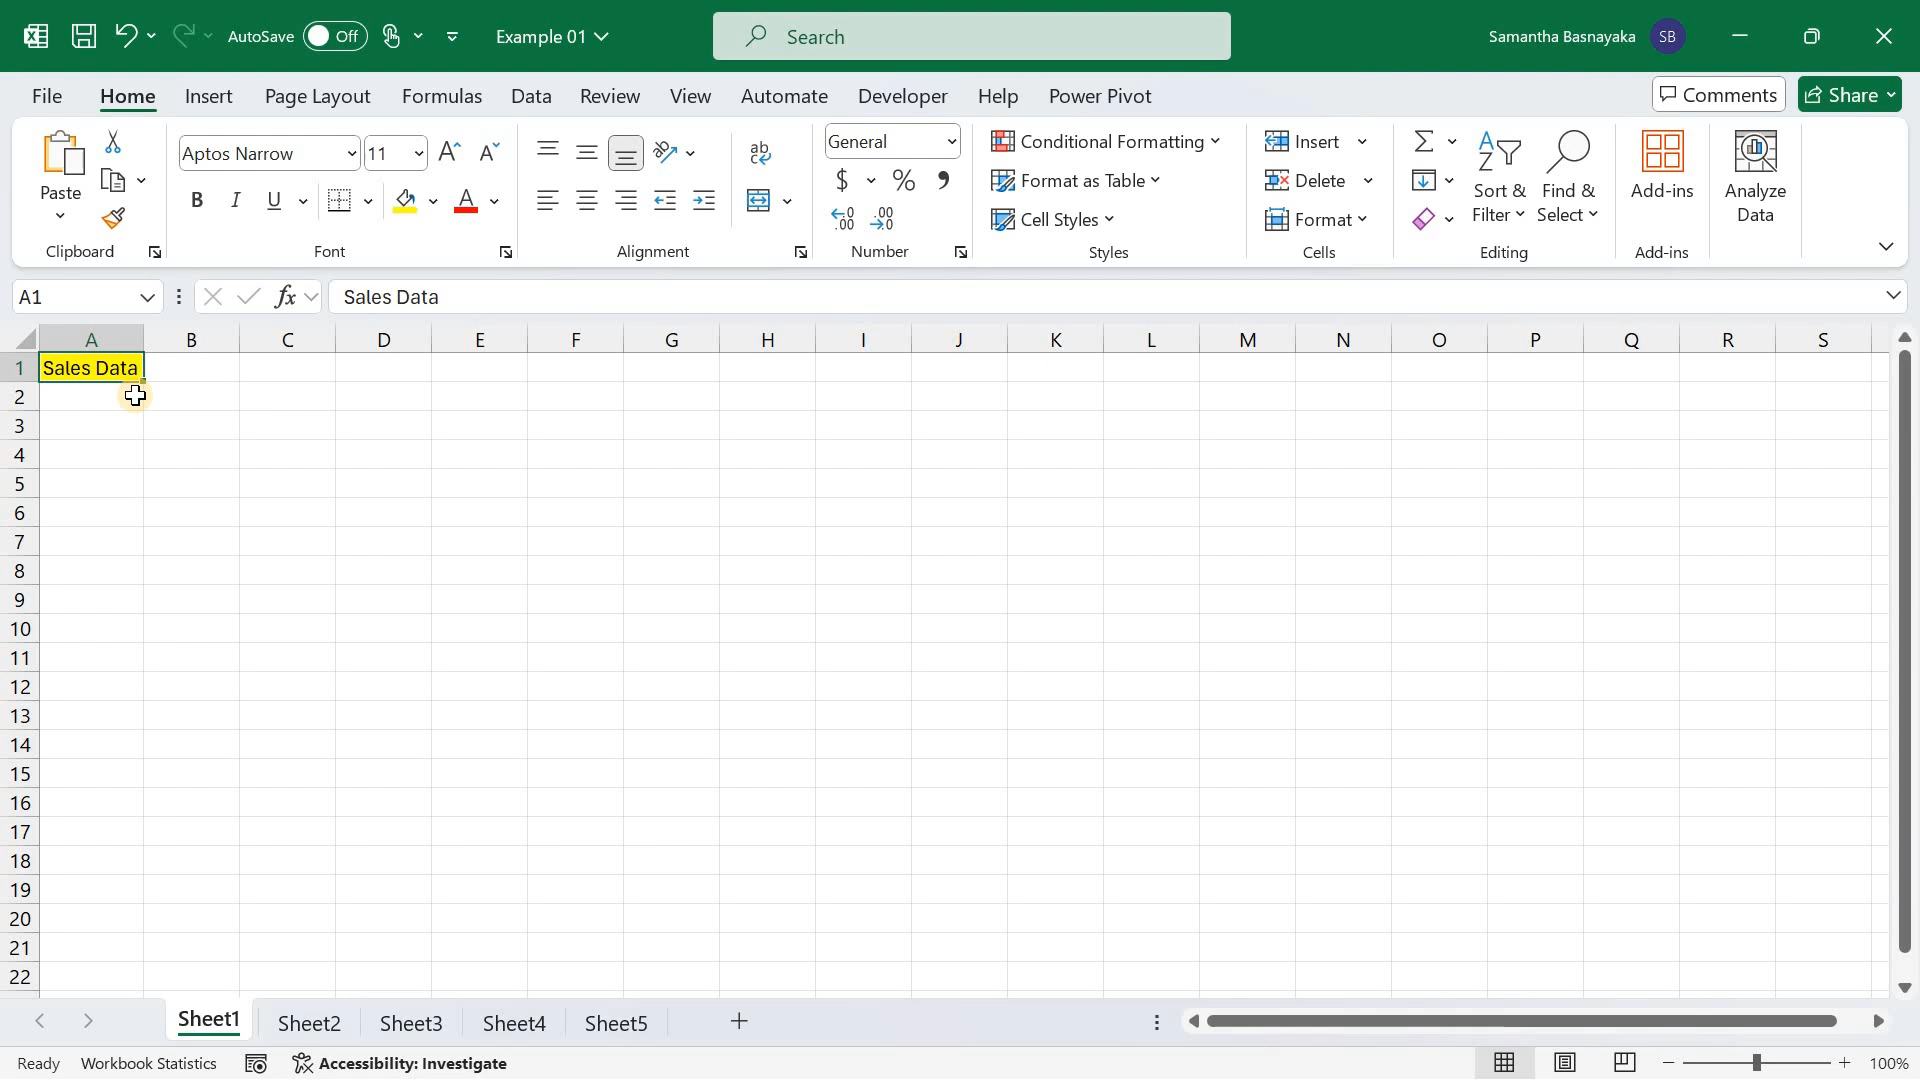 AutoSave Off Example 01 Search Samantha Basnayaka SB
File Home Insert Page Layout Formulas Data Review View Automate Developer Help Power Pivot Comments Share
Paste
Clipboard
Aptos Narrow 11
B I U A
Font
ab
Alignment
General
$ % ,
.00 .00
Number
Conditional Formatting
Format as Table
Cell Styles
Styles
Insert
Delete
Format
Cells
Sort &
Filter
Find &
Select
Editing
Add-ins
Add-ins
Analyze
Data
A1 fx Sales Data
A B C D E F G H I J K L M N O P Q R S
1 Sales Data
2
3
4
5
6
7
8
9
10
11
12
13
14
15
16
17
18
19
20
21
22
Sheet1 Sheet2 Sheet3 Sheet4 Sheet5 +
Ready Workbook Statistics Accessibility: Investigate 100%